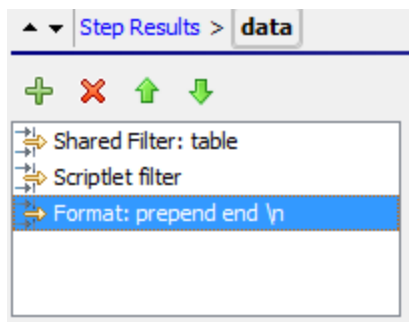 Step Results > data
Shared Filter: table
Scriptlet filter
Format: prepend end \n